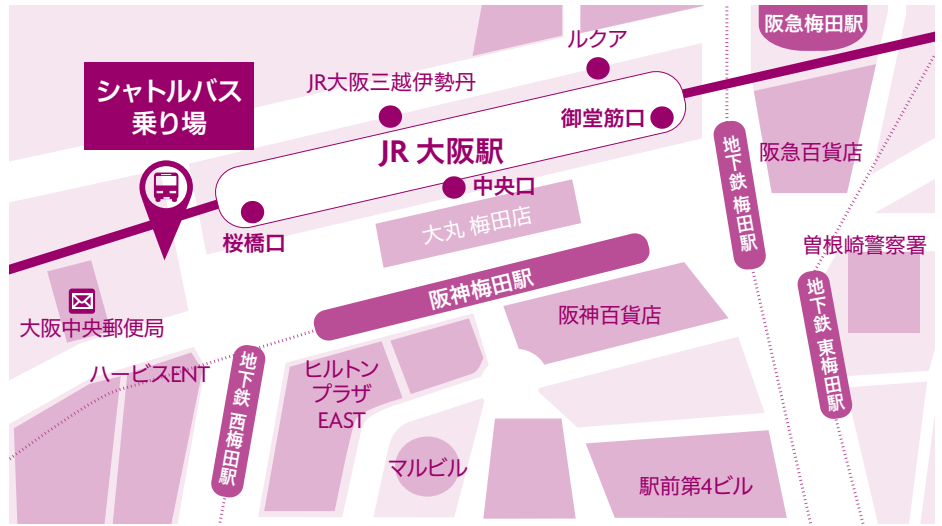 阪急梅田駅
ルクア
JR大阪三越伊勢丹
シャトルバス
乗り場
御堂筋口
JR 大阪駅
中央口
阪急百貨店
地下鉄 梅田駅
大丸 梅田店
桜橋口
曽根崎警察署
阪神梅田駅
大阪中央郵便局
阪神百貨店
地下鉄 東梅田駅
ハービスENT
地下鉄 西梅田駅
ヒルトン
プラザ
EAST
マルビル
駅前第4ビル